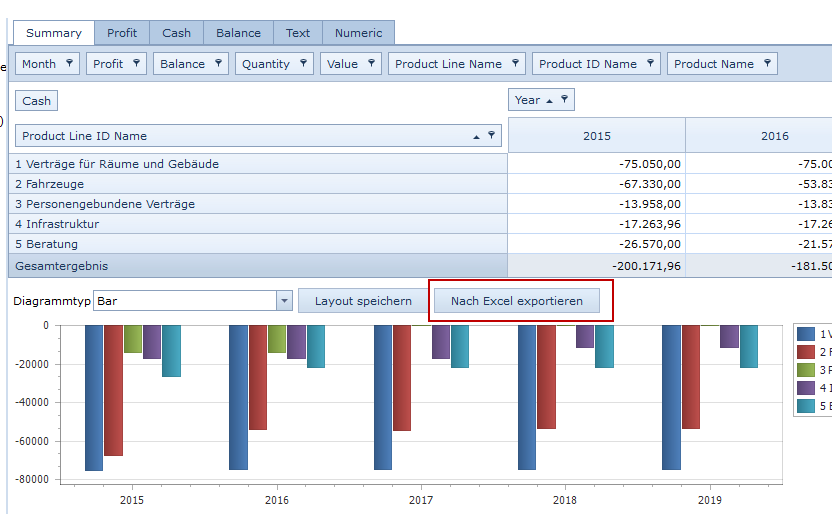 Summary Profit Cash Balance Text Numeric
Month Profit Balance Quantity Value Product Line Name Product ID Name Product Name
Cash Year
Product Line ID Name 2015 2016
1 Verträge für Räume und Gebäude -75.050,00 -75.00
2 Fahrzeuge -67.330,00 -53.83
3 Personengebundene Verträge -13.958,00 -13.83
4 Infrastruktur -17.263,96 -17.26
5 Beratung -26.570,00 -21.57
Gesamtergebnis -200.171,96 -181.50
Diagrammtyp Bar Layout speichern Nach Excel exportieren
0
-20000
-40000
-60000
-80000
2015 2016 2017 2018 2019
1 V
2 F
3 P
4 I
5 B